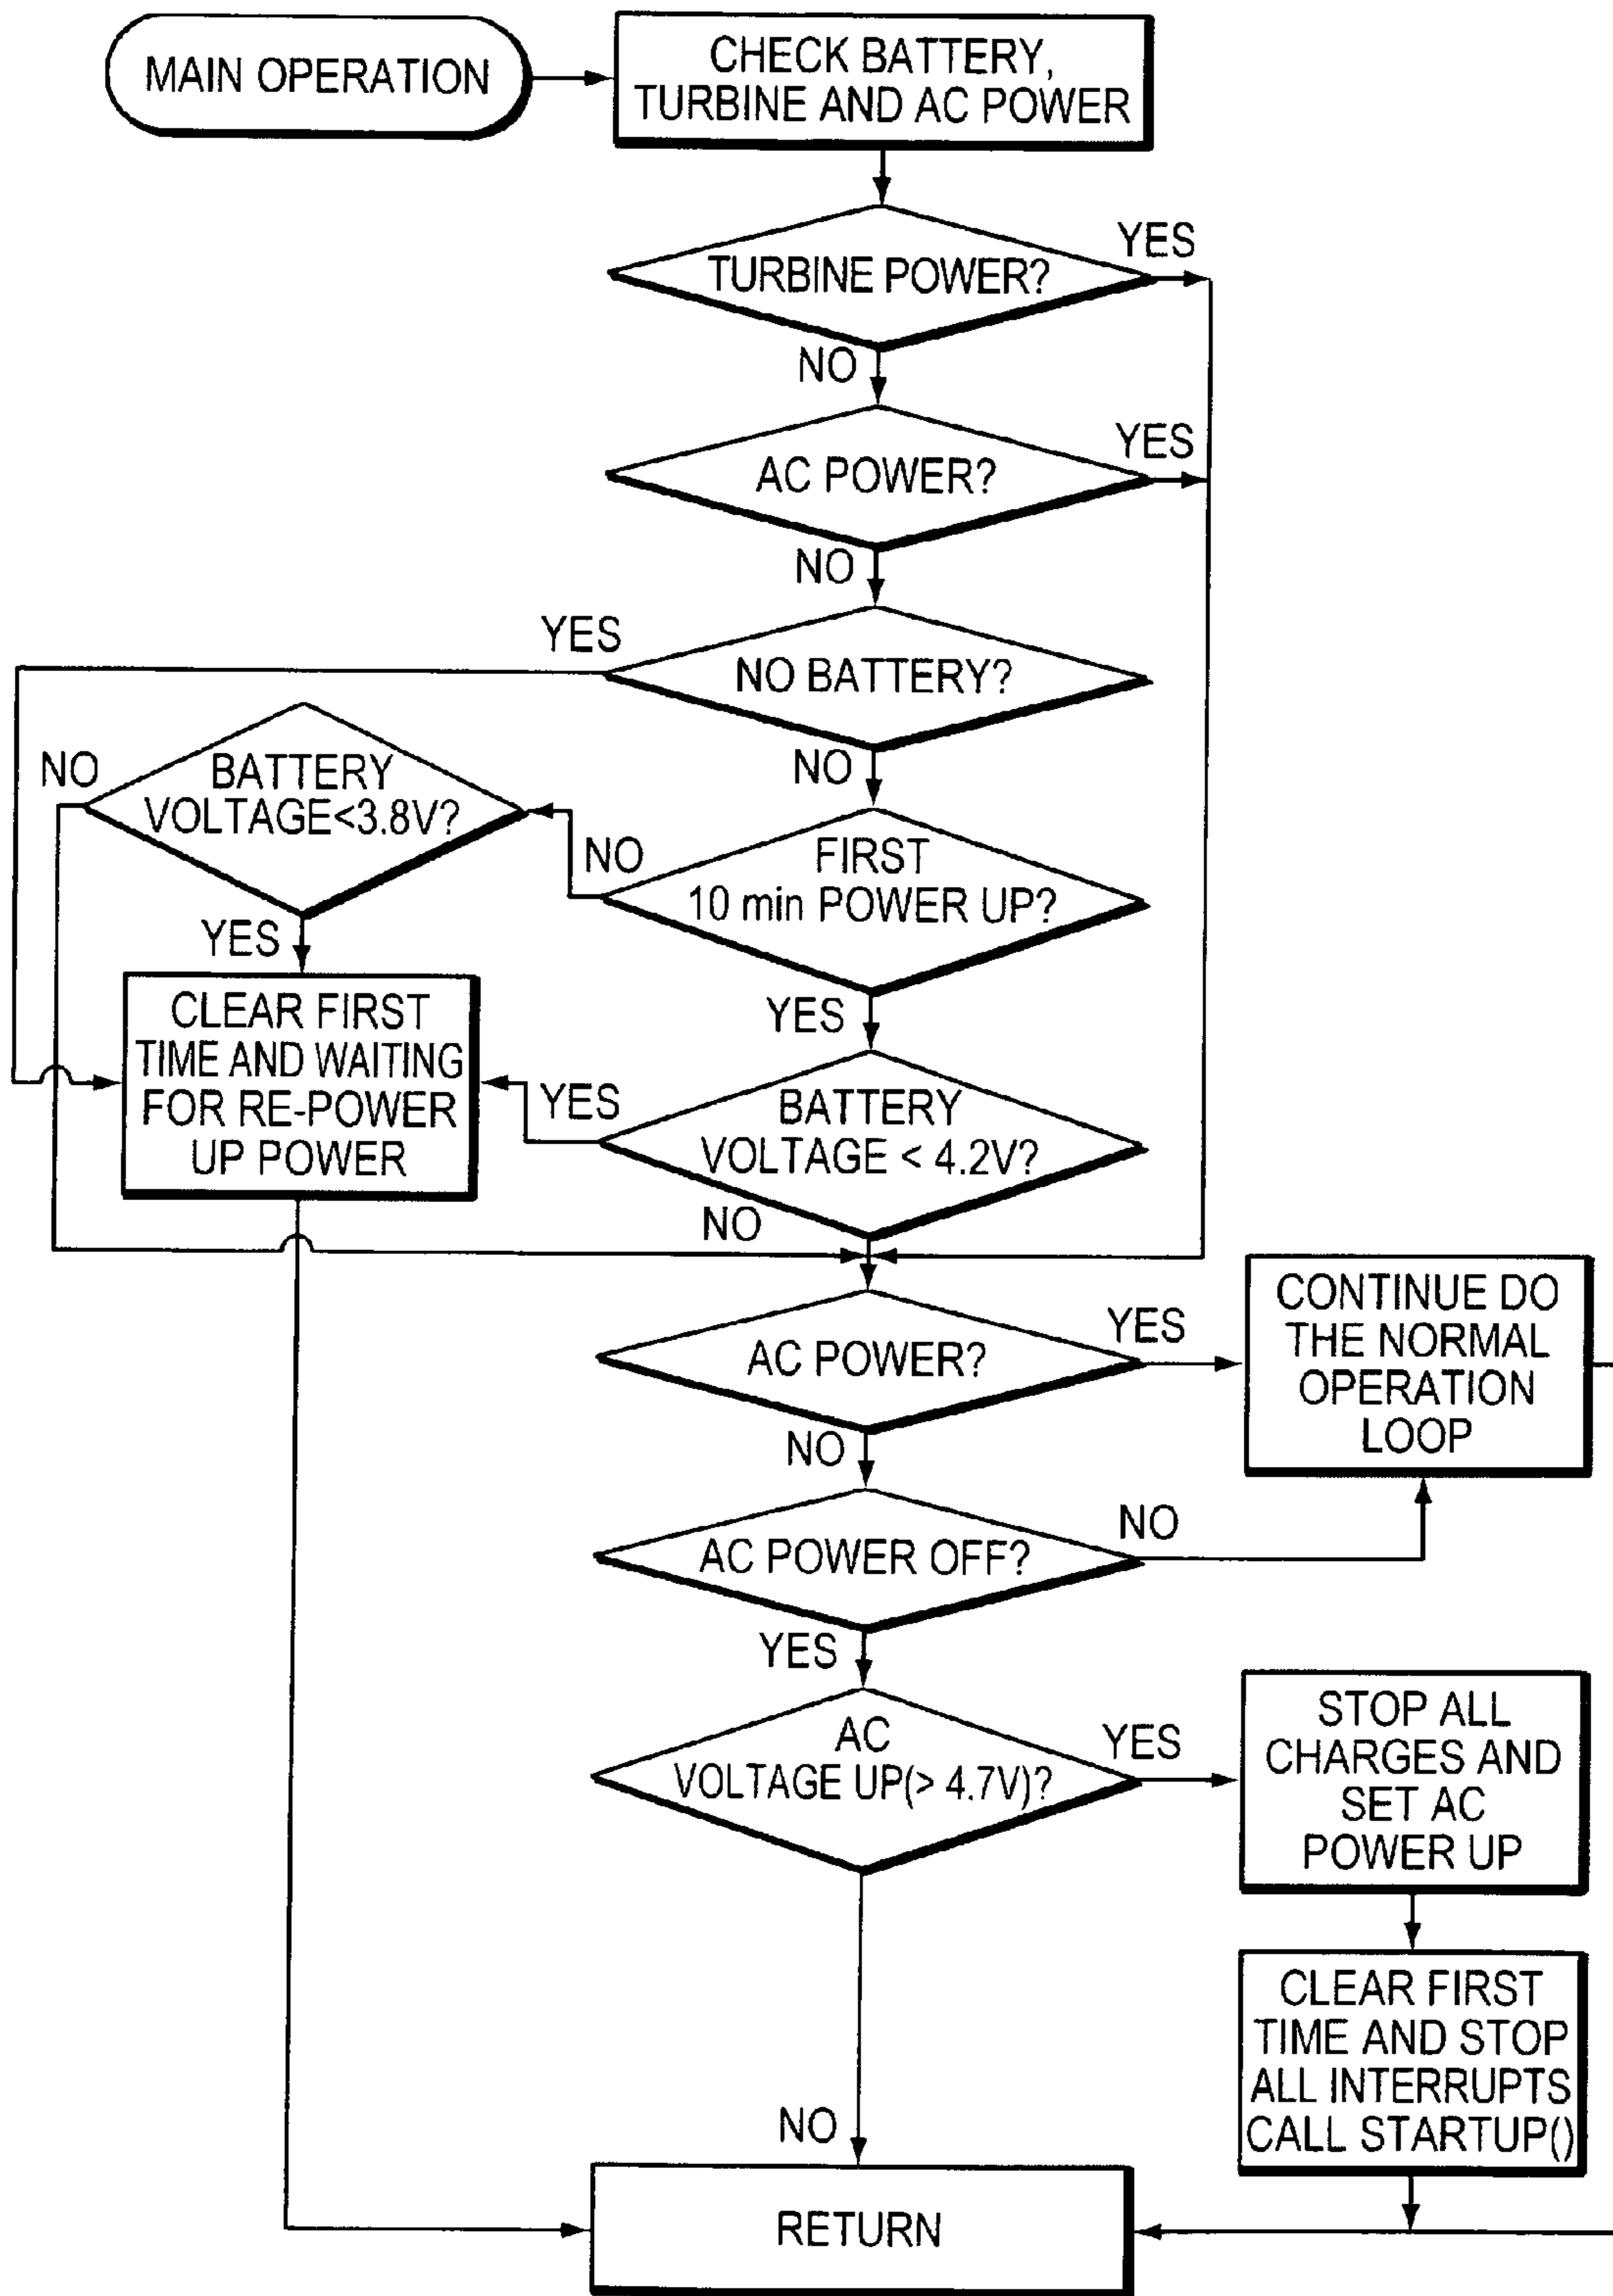 MAIN OPERATION
CHECK BATTERY,
TURBINE AND AC POWER
TURBINE POWER?
YES
NO
AC POWER?
YES
NO
NO BATTERY?
YES
NO
BATTERY
VOLTAGE<3.8V?
NO
YES
FIRST
10 min POWER UP?
NO
YES
CLEAR FIRST
TIME AND WAITING
FOR RE-POWER
UP POWER
BATTERY
VOLTAGE < 4.2V?
YES
NO
AC POWER?
YES
NO
CONTINUE DO
THE NORMAL
OPERATION
LOOP
AC POWER OFF?
NO
YES
AC
VOLTAGE UP(> 4.7V)?
YES
NO
STOP ALL
CHARGES AND
SET AC
POWER UP
CLEAR FIRST
TIME AND STOP
ALL INTERRUPTS
CALL STARTUP()
RETURN